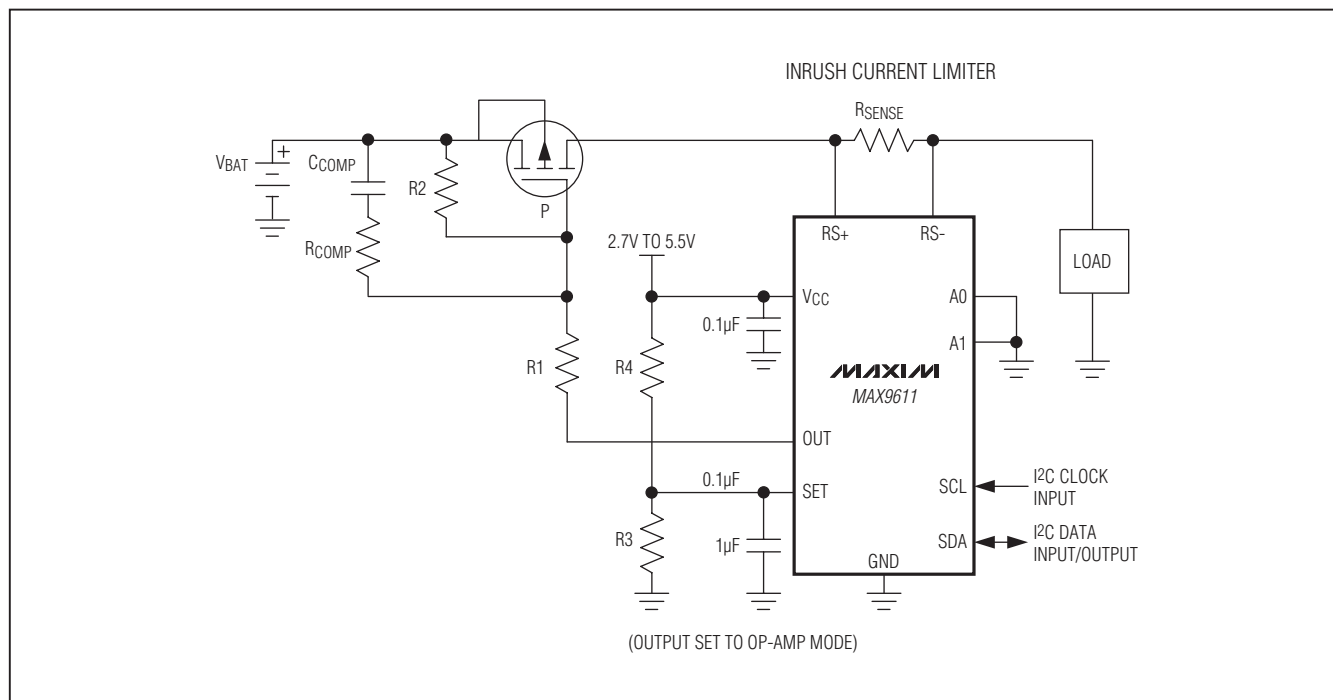 INRUSH CURRENT LIMITER
RSENSE
VBAT
+
CCOMP
R2
P
RCOMP
2.7V TO 5.5V
RS+
RS-
LOAD
VCC
A0
0.1µF
A1
R1
R4
MAXIM
MAX9611
OUT
0.1µF
SET
SCL
I2C CLOCK
INPUT
R3
1µF
SDA
I2C DATA
INPUT/OUTPUT
GND
(OUTPUT SET TO OP-AMP MODE)